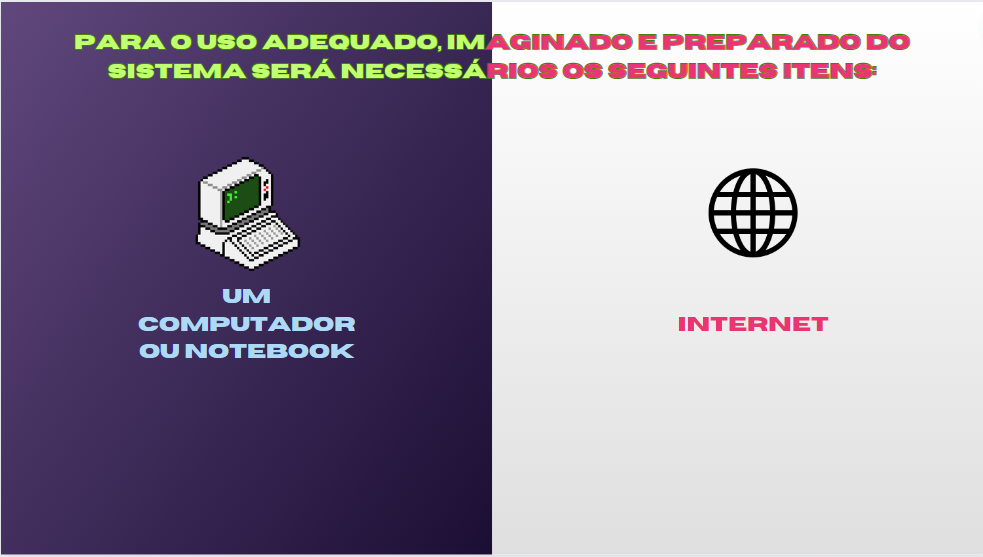 PARA O USO ADEQUADO, IMAGINADO E PREPARADO DO
SISTEMA SERÁ NECESSÁRIOS OS SEGUINTES ITENS:
UM
COMPUTADOR
OU NOTEBOOK
INTERNET